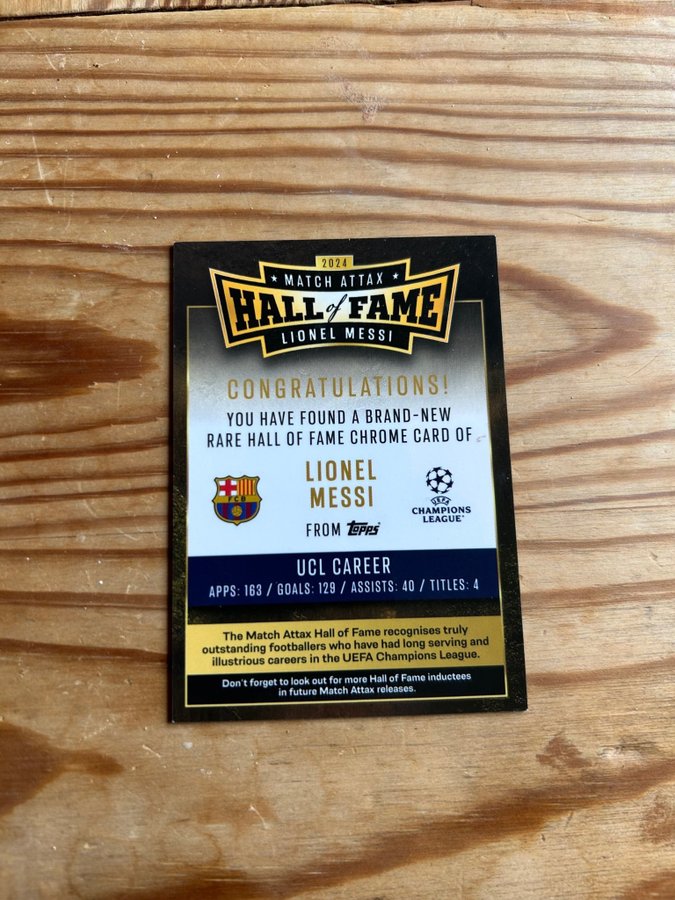 2024
★ MATCH ATTAX ★
HALL of FAME
LIONEL MESSI
CONGRATULATIONS!
YOU HAVE FOUND A BRAND-NEW
RARE HALL OF FAME CHROME CARD OF
LIONEL
MESSI
FCB
UEFA
CHAMPIONS
LEAGUE
FROM topps
UCL CAREER
APPS: 163 / GOALS: 129 / ASSISTS: 40 / TITLES: 4
The Match Attax Hall of Fame recognises truly
outstanding footballers who have had long serving and
illustrious careers in the UEFA Champions League.
Don't forget to look out for more Hall of Fame inductees
in future Match Attax releases.